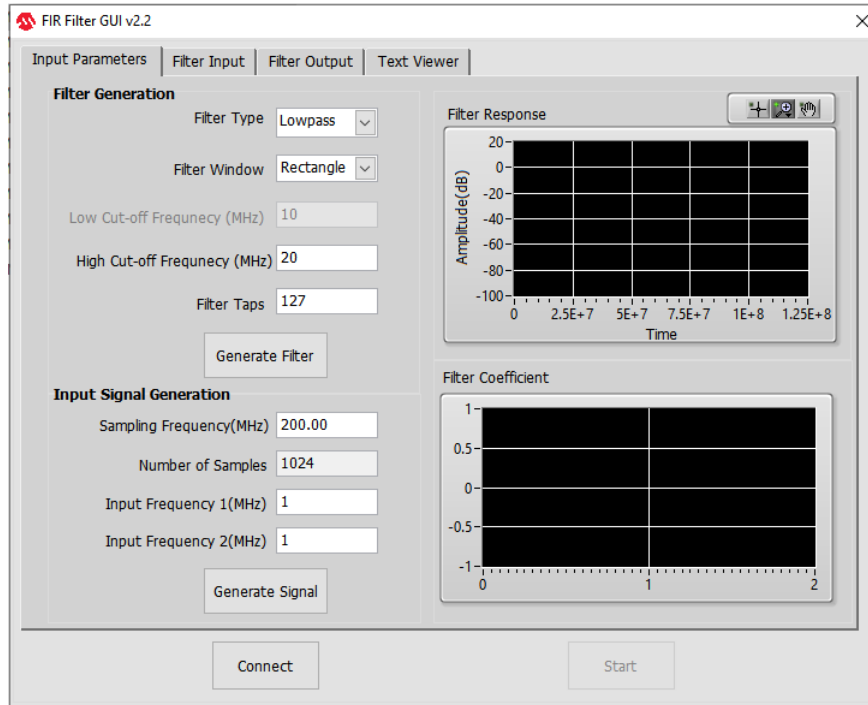 FIR Filter GUI v2.2
Input Parameters
Filter Input
Filter Output
Text Viewer
Filter Generation
Filter Type
Lowpass
Filter Window
Rectangle
Low Cut-off Frequnecy (MHz)
10
High Cut-off Frequnecy (MHz)
20
Filter Taps
127
Generate Filter
Input Signal Generation
Sampling Frequency(MHz)
200.00
Number of Samples
1024
Input Frequency 1(MHz)
1
Input Frequency 2(MHz)
1
Generate Signal
Filter Response
Amplitude(dB)
20
0
-20
-40
-60
-80
-100
0 2.5E+7 5E+7 7.5E+7 1E+8 1.25E+8
Time
Filter Coefficient
1
0.5
0
-0.5
-1
0 1 2
Connect
Start